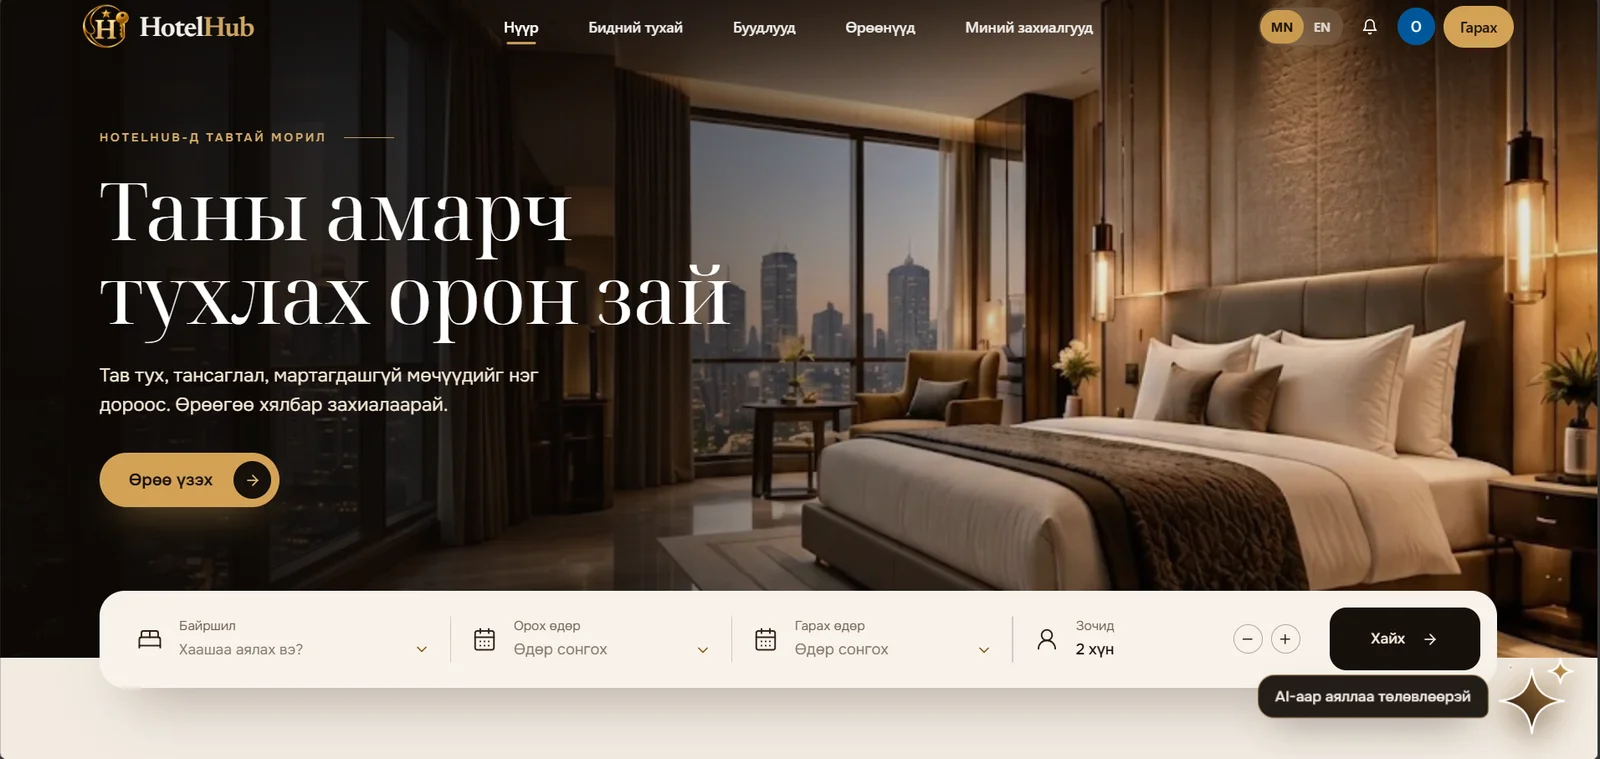 HotelHub
Нүүр
Бидний тухай
Буудлууд
Өрөөнүүд
Миний захиалгууд
MN
EN
O
Гарах
HOTELHUB-Д ТАВТАЙ МОРИЛ
Таны амарч
тухлах орон зай
Тав тух, тансаглал, мартагдашгүй мөчүүдийг нэг
дороос. Өрөөгөө хялбар захиалаарай.
Өрөө үзэх
Байршил
Хаашаа аялах вэ?
Орох өдөр
Өдөр сонгох
Гарах өдөр
Өдөр сонгох
Зочид
2 хүн
Хайх
AI-аар аяллаа төлөвлөөрэй